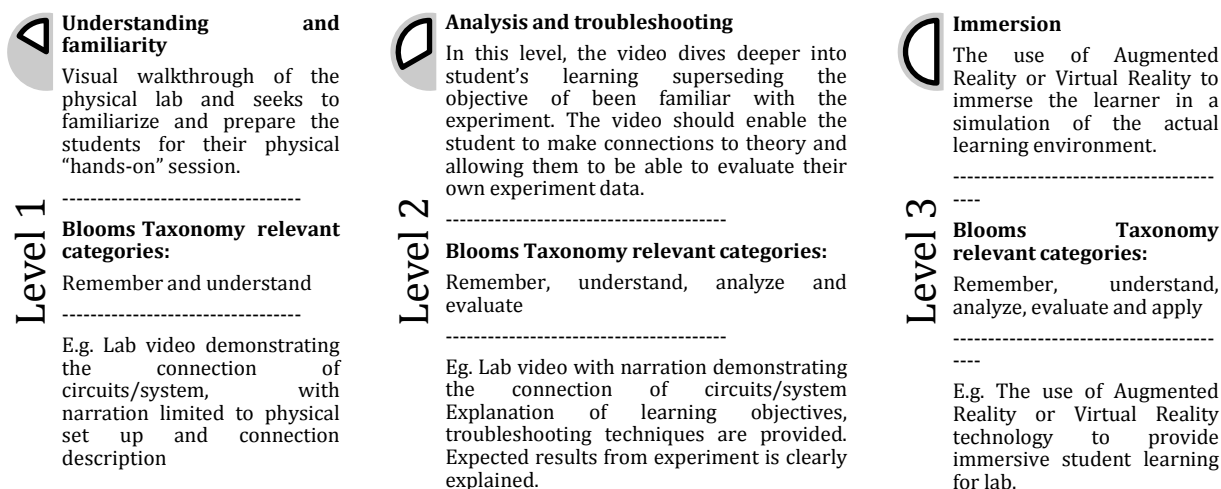 Level 1
Understanding and
familiarity
Visual walkthrough of the
physical lab and seeks to
familiarize and prepare the
students for their physical
“hands-on” session.
----------------------------------
Blooms Taxonomy relevant
categories:
Remember and understand
----------------------------------
E.g. Lab video demonstrating
the connection of
circuits/system, with
narration limited to physical
set up and connection
description
Level 2
Analysis and troubleshooting
In this level, the video dives deeper into
student’s learning superseding the
objective of been familiar with the
experiment. The video should enable the
student to make connections to theory and
allowing them to be able to evaluate their
own experiment data.
----------------------------------------
Blooms Taxonomy relevant categories:
Remember, understand, analyze and
evaluate
----------------------------------------
Eg. Lab video with narration demonstrating
the connection of circuits/system
Explanation of learning objectives,
troubleshooting techniques are provided.
Expected results from experiment is clearly
explained.
Level 3
Immersion
The use of Augmented
Reality or Virtual Reality to
immerse the learner in a
simulation of the actual
learning environment.
-------------------------------------
----
Blooms Taxonomy
relevant categories:
Remember, understand,
analyze, evaluate and apply
-------------------------------------
----
E.g. The use of Augmented
Reality or Virtual Reality
technology to provide
immersive student learning
for lab.